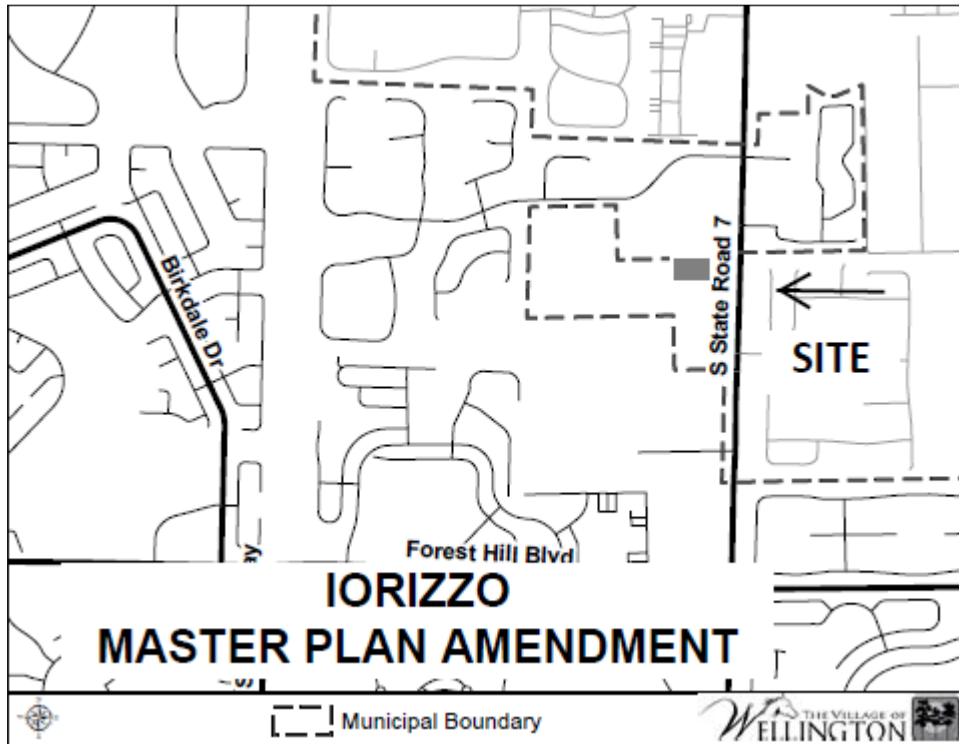 Birkdale Dr
S State Road 7
SITE
Forest Hill Blvd
ay
IORIZZO
MASTER PLAN AMENDMENT
S
Municipal Boundary
THE VILLAGE OF
WELLINGTON